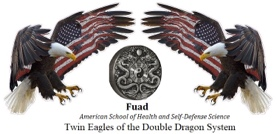 Fuad
American School of Health and Self-Defense Science
Twin Eagles of the Double Dragon System